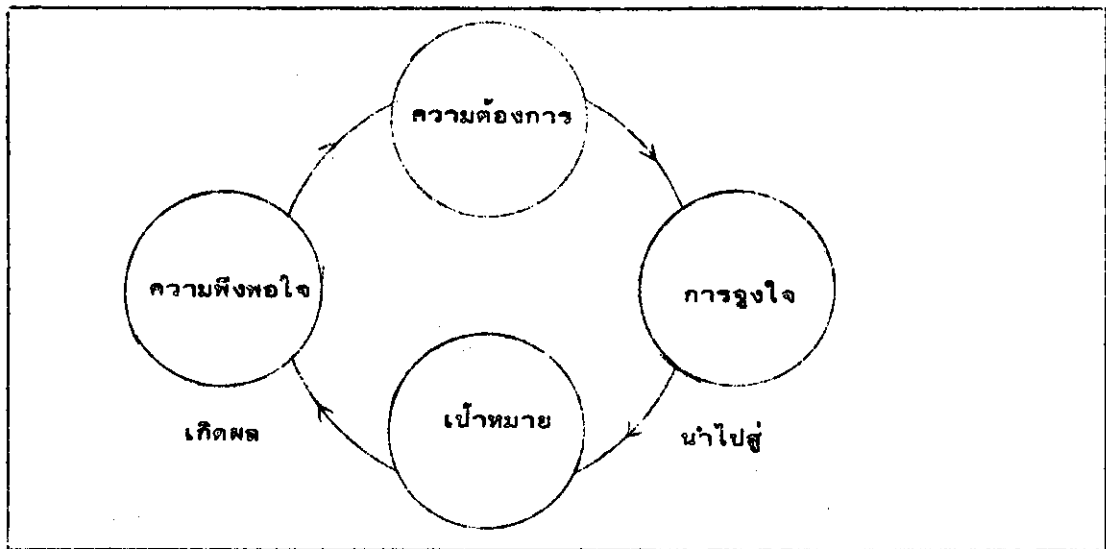 ความต้องการ
ความพึงพอใจ
การจูงใจ
เป้าหมาย
เกิดผล
นำไปสู่